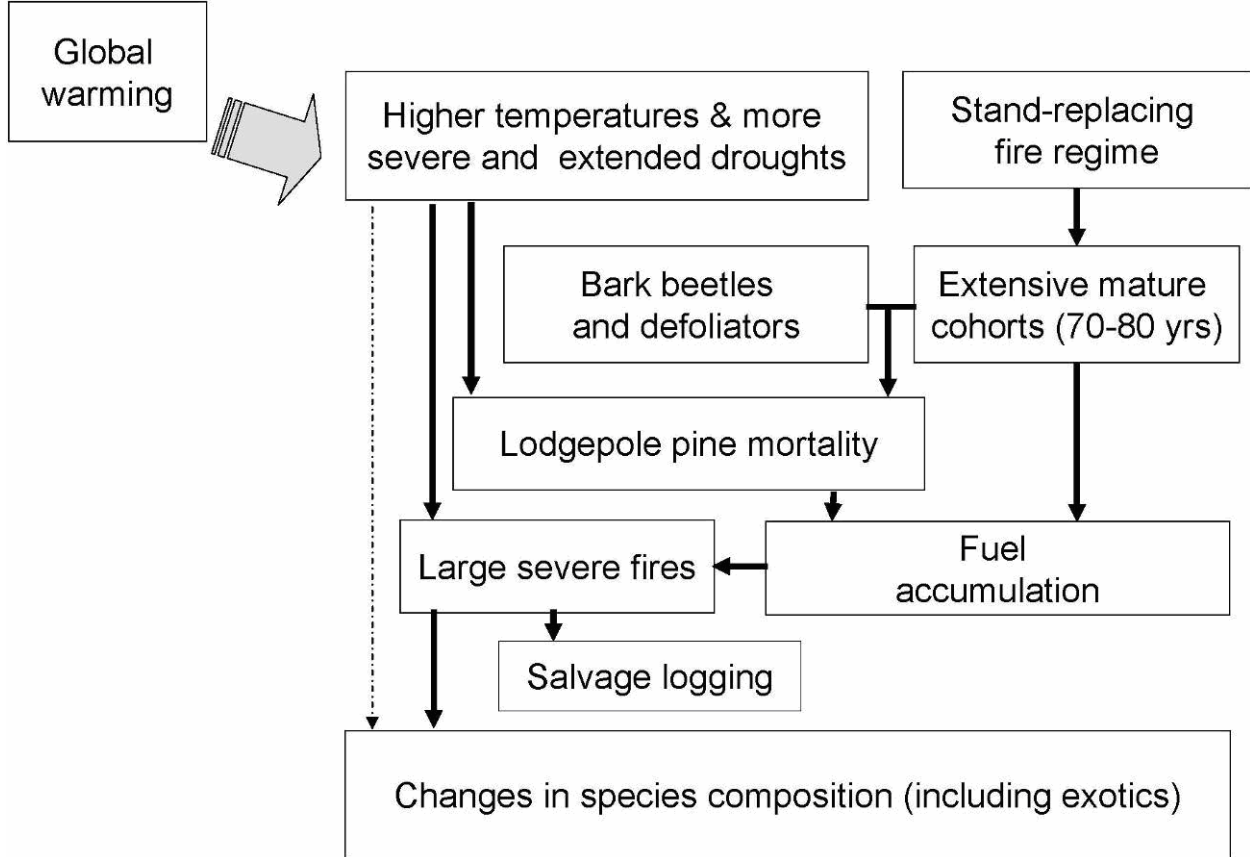 Global
warming
Higher temperatures & more
severe and extended droughts
Stand-replacing
fire regime
Bark beetles
and defoliators
Extensive mature
cohorts (70-80 yrs)
Lodgepole pine mortality
Large severe fires
Fuel
accumulation
Salvage logging
Changes in species composition (including exotics)